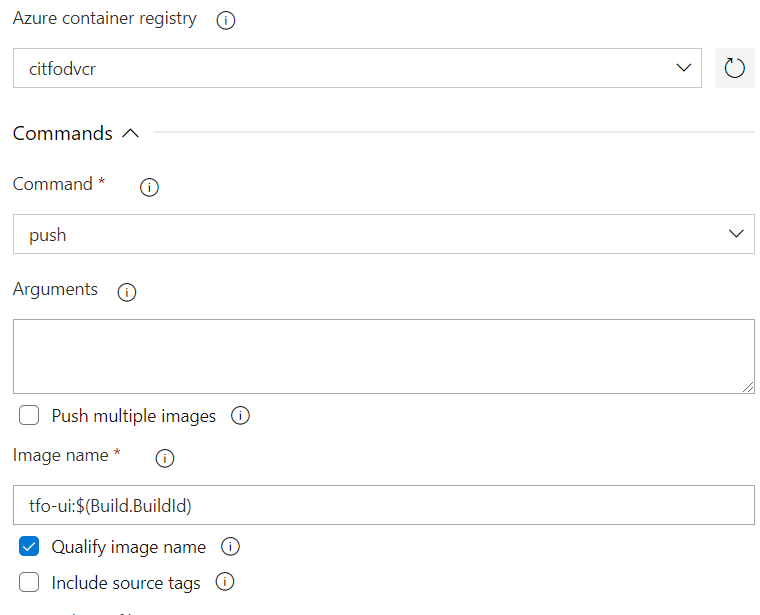 Azure container registry
citfodvcr
Commands
Command *
push
Arguments
Push multiple images
Image name *
tfo-ui:$(Build.BuildId)
Qualify image name
Include source tags